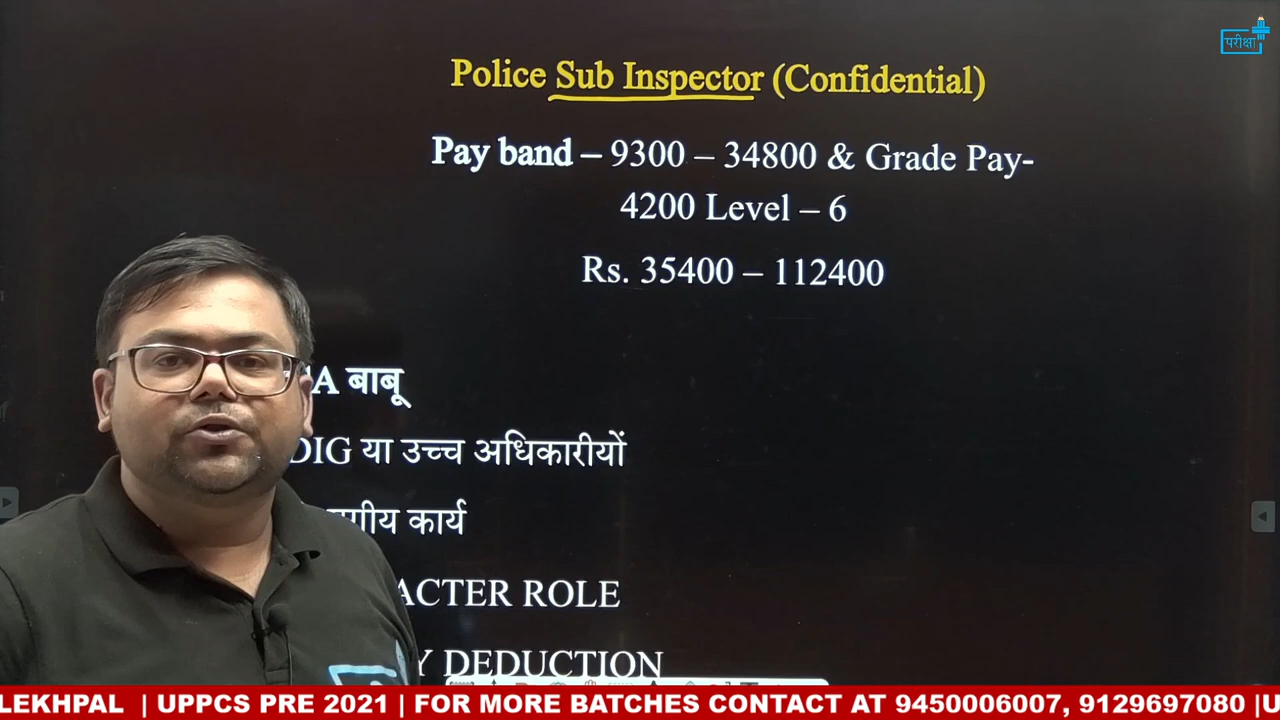 परीक्षा
Police Sub Inspector (Confidential)
Pay band – 9300 – 34800 & Grade Pay-
4200 Level – 6
Rs. 35400 – 112400
बाबू
DIG या उच्च अधिकारीयों
कार्य
ROLE
DEDUCTION
LEKHPAL | UPPCS PRE 2021 | FOR MORE BATCHES CONTACT AT 9450006007, 9129697080 |U